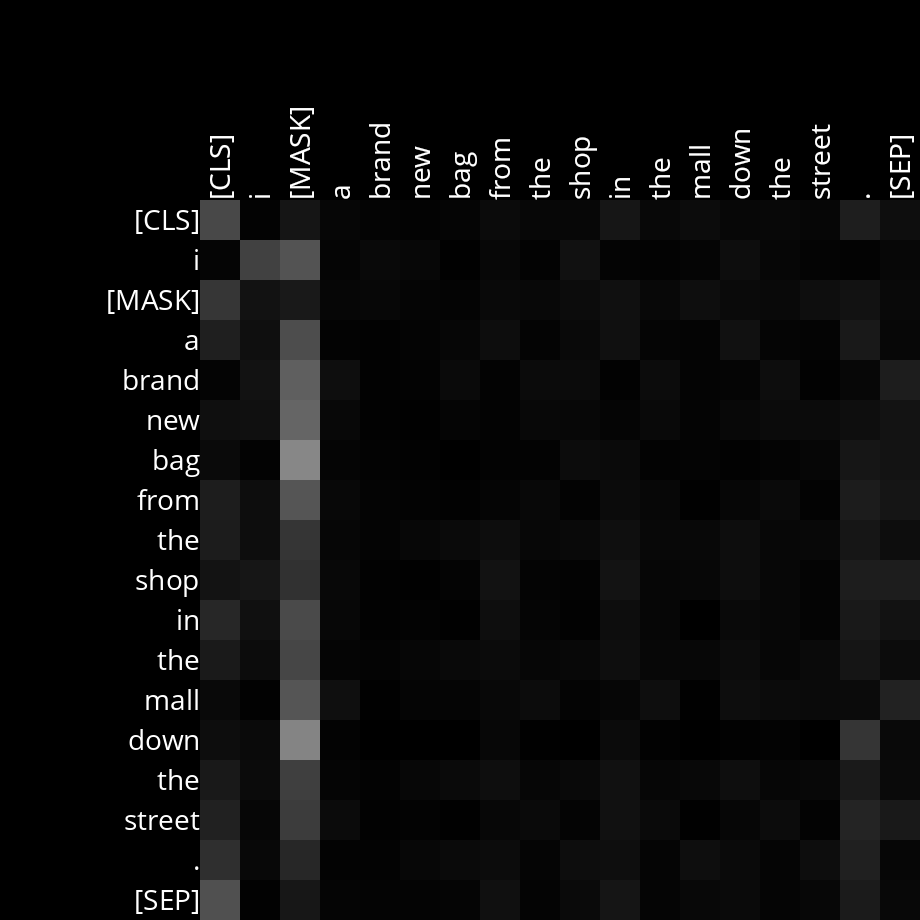 [CLS] i [MASK] a brand new bag from the shop in the mall down the street . [SEP]
[CLS]
i
[MASK]
a
brand
new
bag
from
the
shop
in
the
mall
down
the
street
.
[SEP]